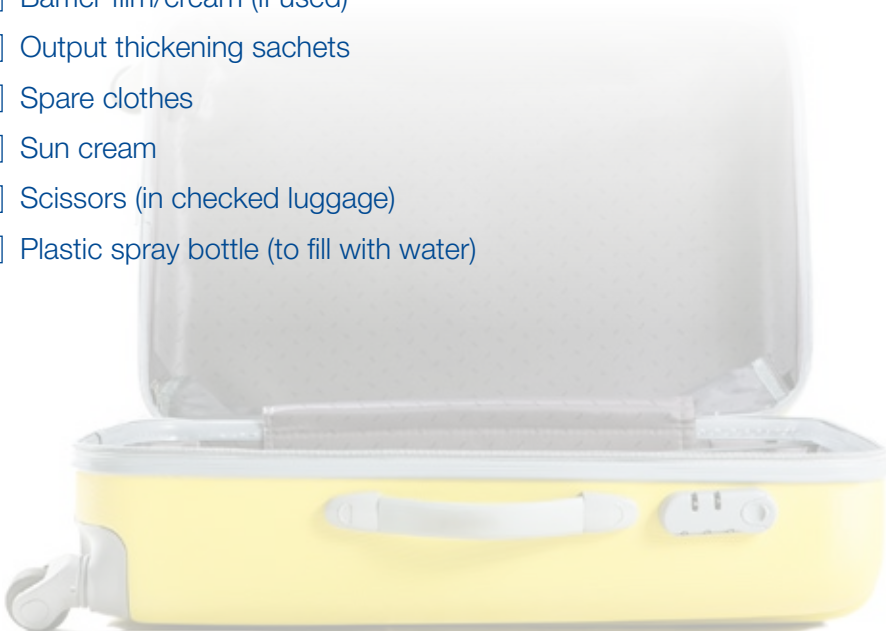 Barrier film/cream (if used)
Output thickening sachets
Spare clothes
Sun cream
Scissors (in checked luggage)
Plastic spray bottle (to fill with water)